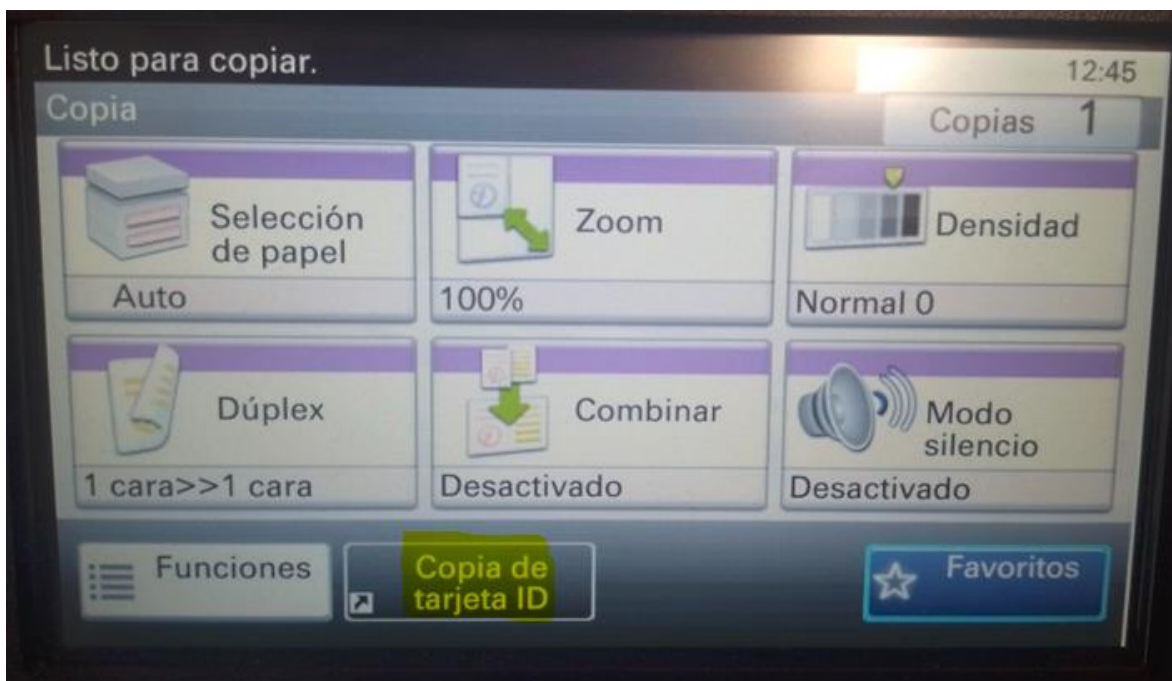 Listo para copiar.
12:45
Copia
Copias 1
Selección
de papel
Auto
Zoom
100%
Densidad
Normal 0
Dúplex
1 cara>>1 cara
Combinar
Desactivado
Modo
silencio
Desactivado
Funciones
Copia de
tarjeta ID
Favoritos